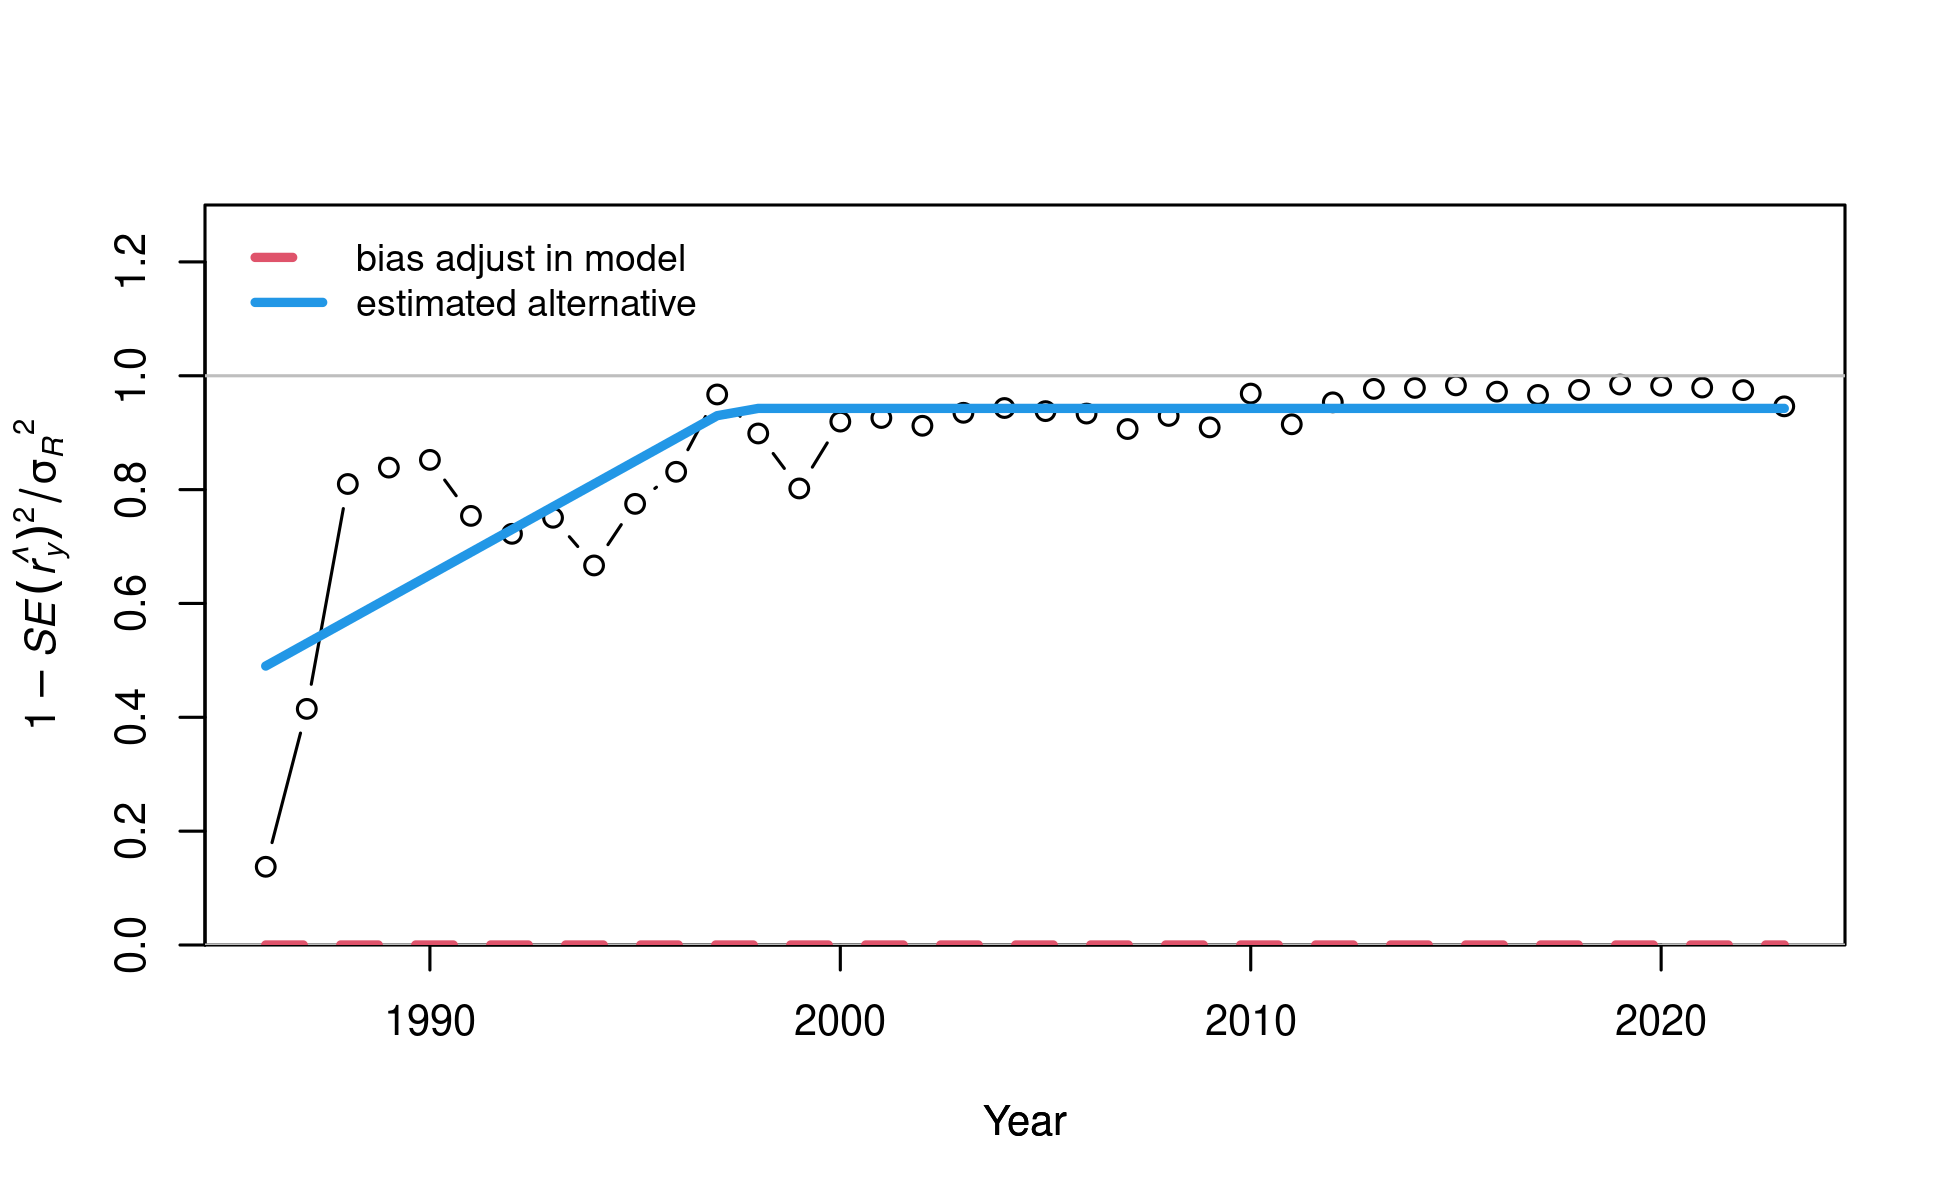 bias adjust in model
estimated alternative
1 − SE(r̂y)²/σR²
1.2
1.0
0.8
0.6
0.4
0.2
0.0
1990 2000 2010 2020
Year